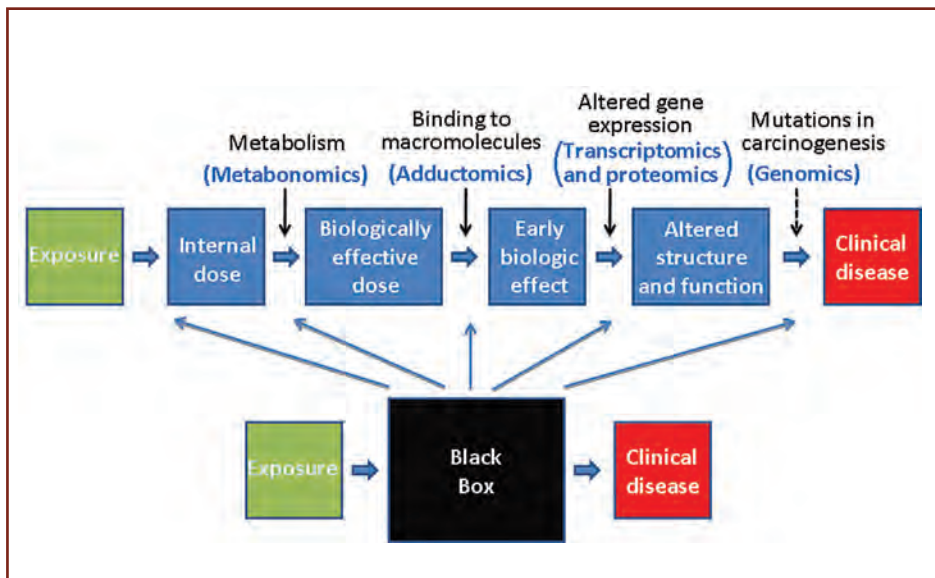 Metabolism
(Metabonomics)
Binding to
macromolecules
(Adductomics)
Altered gene
expression
(Transcriptomics
and proteomics)
Mutations in
carcinogenesis
(Genomics)
Exposure
Internal
dose
Biologically
effective
dose
Early
biologic
effect
Altered
structure
and function
Clinical
disease
Exposure
Black
Box
Clinical
disease